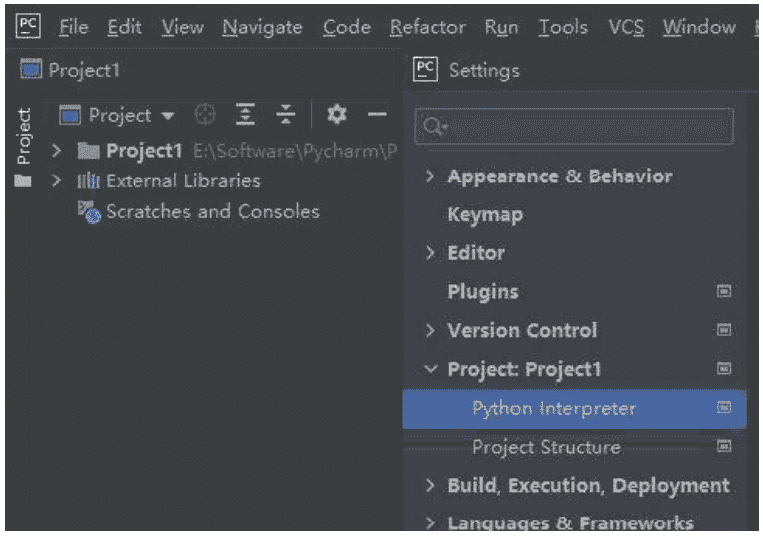 PC File Edit View Navigate Code Refactor Run Tools VCS Window
Project1
PC Settings
Project
Project
Project1 E:\Software\Pycharm\P
External Libraries
Scratches and Consoles
Appearance & Behavior
Keymap
Editor
Plugins
Version Control
Project: Project1
Python Interpreter
Project Structure
Build, Execution, Deployment
Languages & Frameworks